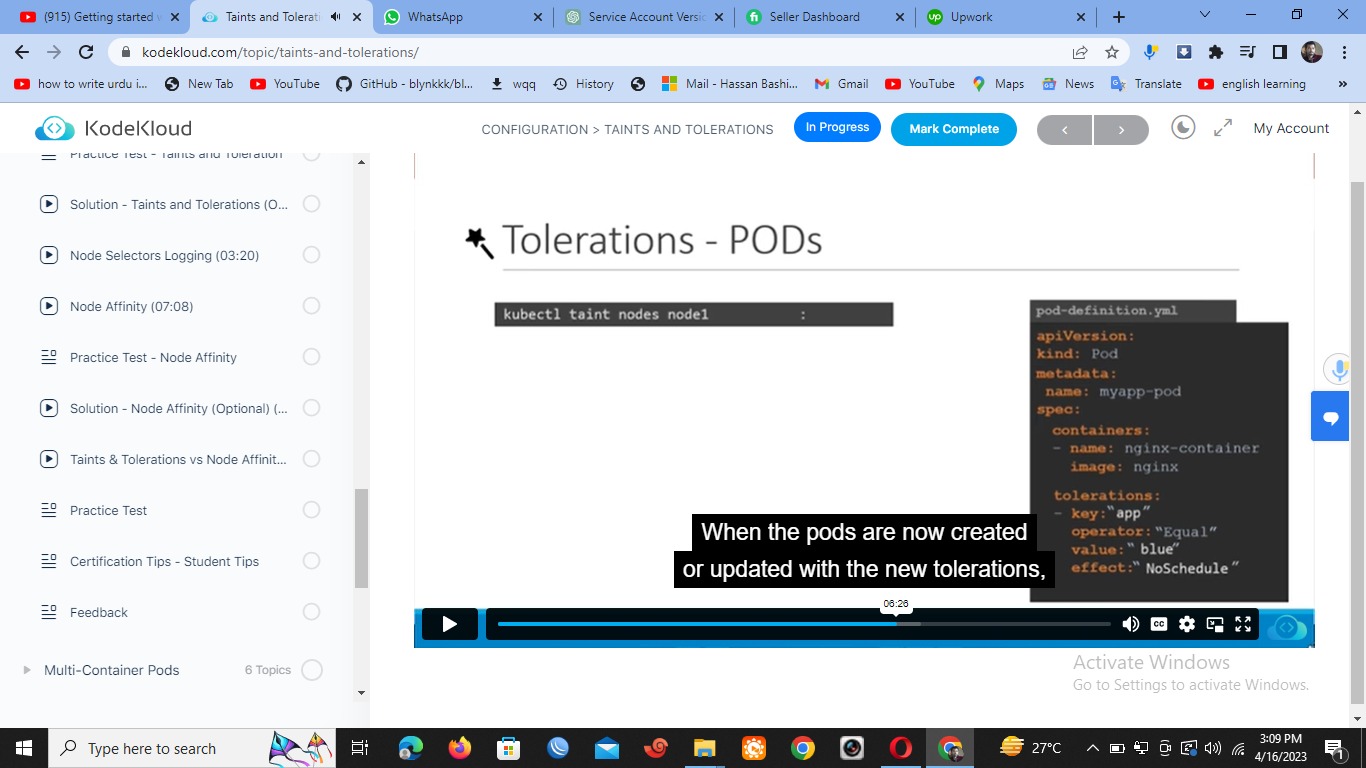 (915) Getting started w
Taints and Tolerati
WhatsApp
Service Account Versio
Seller Dashboard
Upwork
kodekloud.com/topic/taints-and-tolerations/
how to write urdu i...
New Tab
YouTube
GitHub - blynkkk/bl...
wqq
History
Mail - Hassan Bashi...
Gmail
YouTube
Maps
News
Translate
english learning
KodeKloud
CONFIGURATION > TAINTS AND TOLERATIONS
In Progress
Mark Complete
My Account
Practice Test - Taints and Toleration
Solution - Taints and Tolerations (O...
Node Selectors Logging (03:20)
Node Affinity (07:08)
Practice Test - Node Affinity
Solution - Node Affinity (Optional) (...
Taints & Tolerations vs Node Affinit...
Practice Test
Certification Tips - Student Tips
Feedback
Multi-Container Pods
6 Topics
Tolerations - PODs
kubectl taint nodes node1 :
pod-definition.yml
apiVersion:
kind: Pod
metadata:
name: myapp-pod
spec:
containers:
- name: nginx-container
image: nginx
tolerations:
- key:"app"
operator:"Equal"
value:" blue"
effect:" NoSchedule"
When the pods are now created
or updated with the new tolerations,
06:26
CC
Activate Windows
Go to Settings to activate Windows.
Type here to search
27°C
3:09 PM
4/16/2023
1